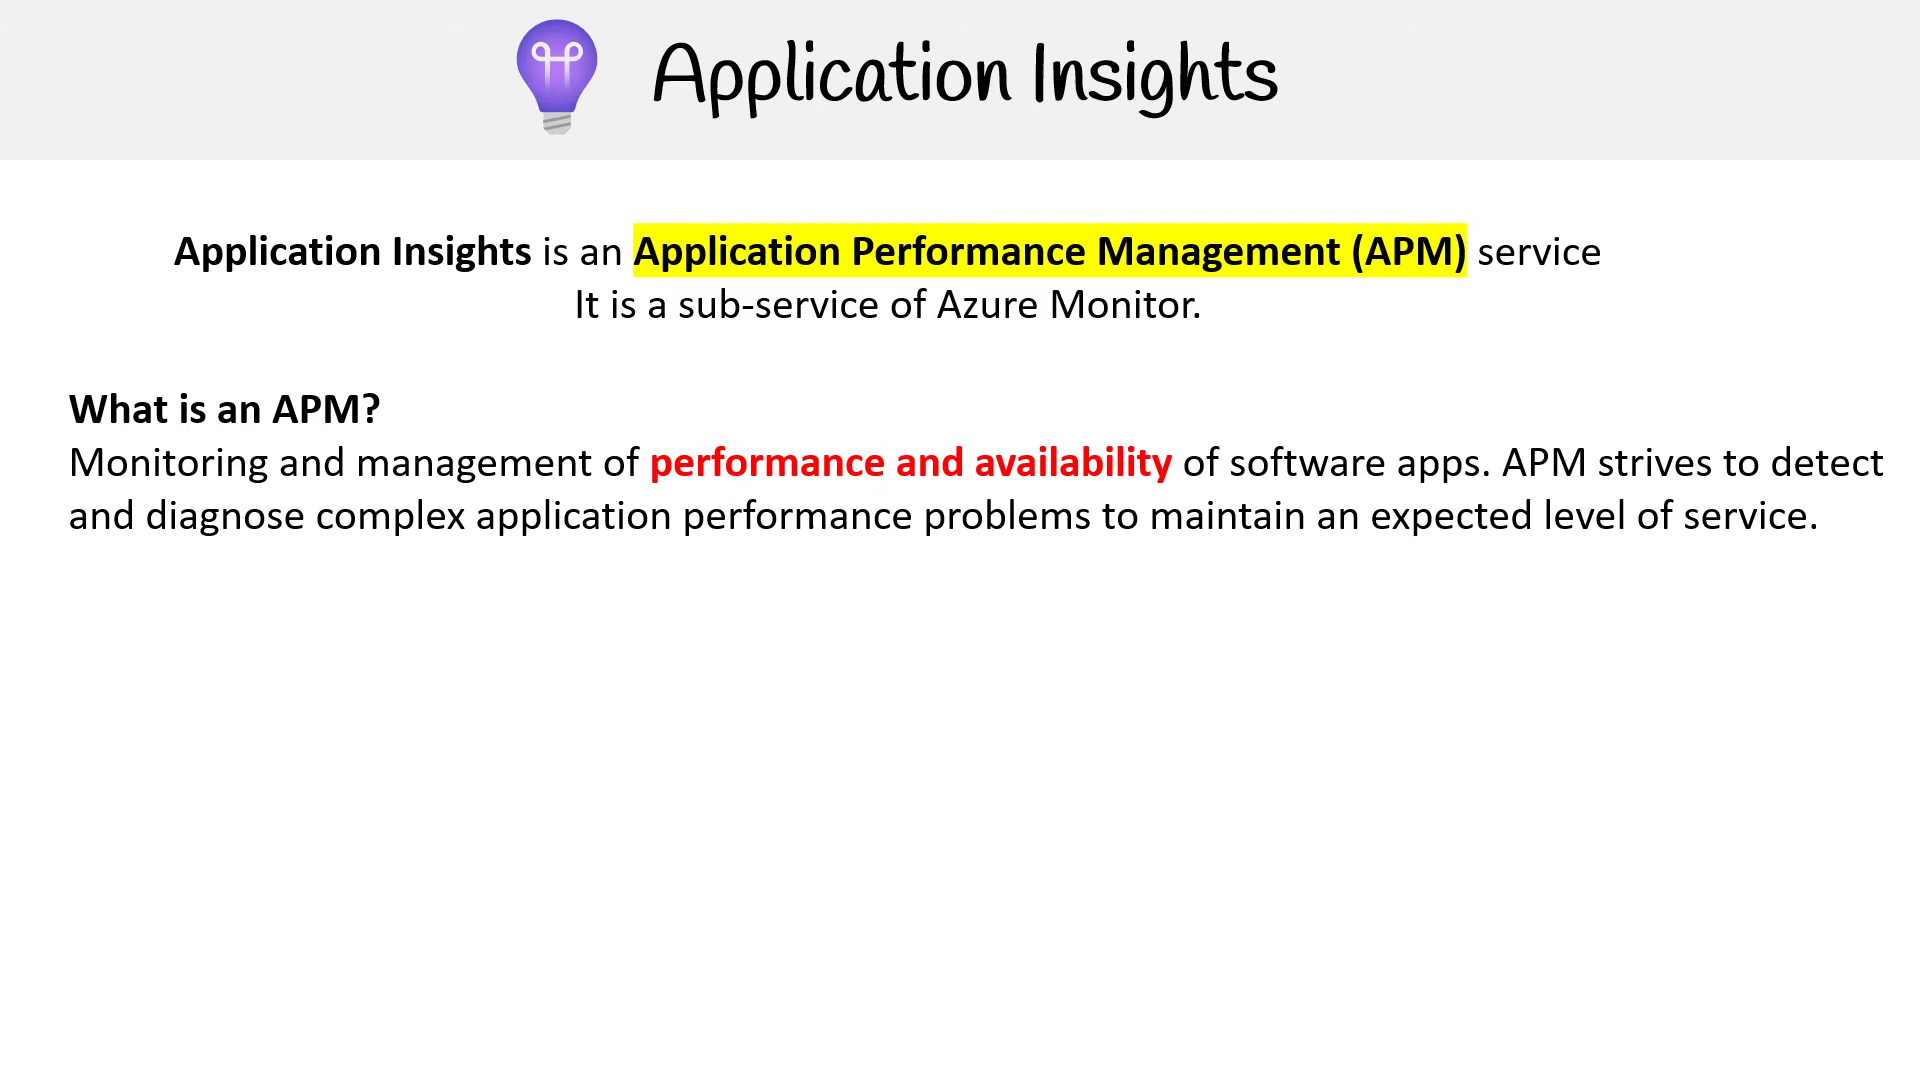 Application Insights
Application Insights is an Application Performance Management (APM) service
It is a sub-service of Azure Monitor.
What is an APM?
Monitoring and management of performance and availability of software apps. APM strives to detect
and diagnose complex application performance problems to maintain an expected level of service.